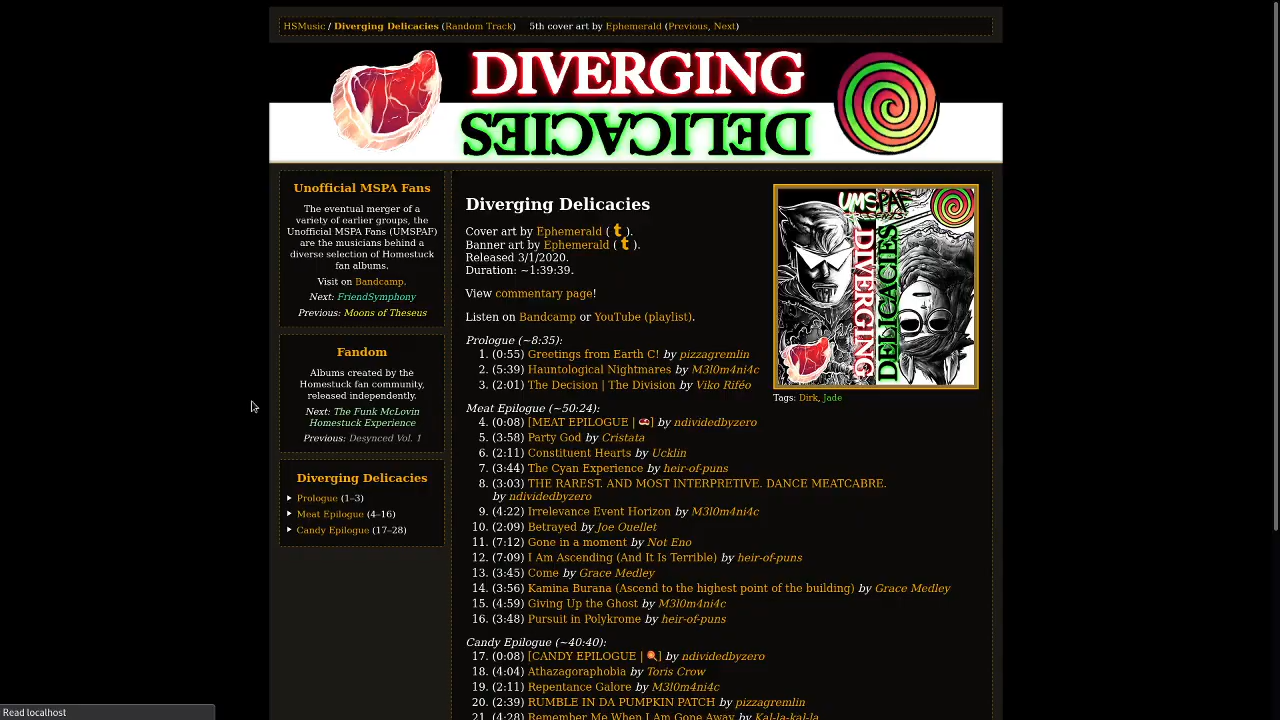 HSMusic / Diverging Delicacies (Random Track) 5th cover art by Ephemerald (Previous, Next)
DIVERGING
DELICACIES
Unofficial MSPA Fans
The eventual merger of a
variety of earlier groups, the
Unofficial MSPA Fans (UMSPAF)
are the musicians behind a
diverse selection of Homestuck
fan albums.
Visit on Bandcamp.
Next: FriendSymphony
Previous: Moons of Theseus
Fandom
Albums created by the
Homestuck fan community,
released independently.
Next: The Funk McLovin
Homestuck Experience
Previous: Desynced Vol. 1
Diverging Delicacies
Prologue (1–3)
Meat Epilogue (4–16)
Candy Epilogue (17–28)
Diverging Delicacies
Cover art by Ephemerald ( t ).
Banner art by Ephemerald ( t ).
Released 3/1/2020.
Duration: ~1:39:39.
View commentary page!
Listen on Bandcamp or YouTube (playlist).
UMSPAF
PRESENTS
DIVERGING
DELICACIES
Tags: Dirk, Jade
Prologue (~8:35):
1. (0:55) Greetings from Earth C! by pizzagremlin
2. (5:39) Hauntological Nightmares by M3l0m4ni4c
3. (2:01) The Decision | The Division by Viko Riféo
Meat Epilogue (~50:24):
4. (0:08) [MEAT EPILOGUE | 🥩] by ndividedbyzero
5. (3:58) Party God by Cristata
6. (2:11) Constituent Hearts by Ucklin
7. (3:44) The Cyan Experience by heir-of-puns
8. (3:03) THE RAREST. AND MOST INTERPRETIVE. DANCE MEATCABRE.
by ndividedbyzero
9. (4:22) Irrelevance Event Horizon by M3l0m4ni4c
10. (2:09) Betrayed by Joe Ouellet
11. (7:12) Gone in a moment by Not Eno
12. (7:09) I Am Ascending (And It Is Terrible) by heir-of-puns
13. (3:45) Come by Grace Medley
14. (3:56) Kamina Burana (Ascend to the highest point of the building) by Grace Medley
15. (4:59) Giving Up the Ghost by M3l0m4ni4c
16. (3:48) Pursuit in Polykrome by heir-of-puns
Candy Epilogue (~40:40):
17. (0:08) [CANDY EPILOGUE | 🍭] by ndividedbyzero
18. (4:04) Athazagoraphobia by Toris Crow
19. (2:11) Repentance Galore by M3l0m4ni4c
20. (2:39) RUMBLE IN DA PUMPKIN PATCH by pizzagremlin
21. (4:28) Remember Me When I Am Gone Away by Kal-la-kal-la
Read localhost